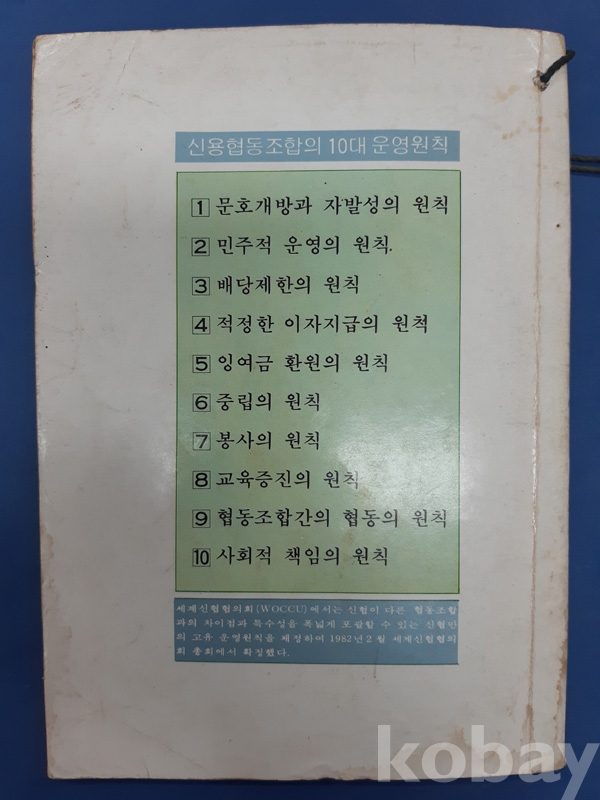 신용협동조합의 10대 운영원칙
1 문호개방과 자발성의 원칙
2 민주적 운영의 원칙.
3 배당제한의 원칙
4 적정한 이자지급의 원척
5 잉여금 환원의 원칙
6 중립의 원칙
7 봉사의 원칙
8 교육증진의 원칙
9 협동조합간의 협동의 원칙
10 사회적 책임의 원칙
세계신협협의회(WOCCU)에서는 신협이 다른 협동조합
과의 차이점과 특수성을 폭넓게 포괄할 수 있는 신협만
의 고유 운영원칙을 제정하여 1982년 2월 세계신협협의
회 총회에서 확정했다.
kobay